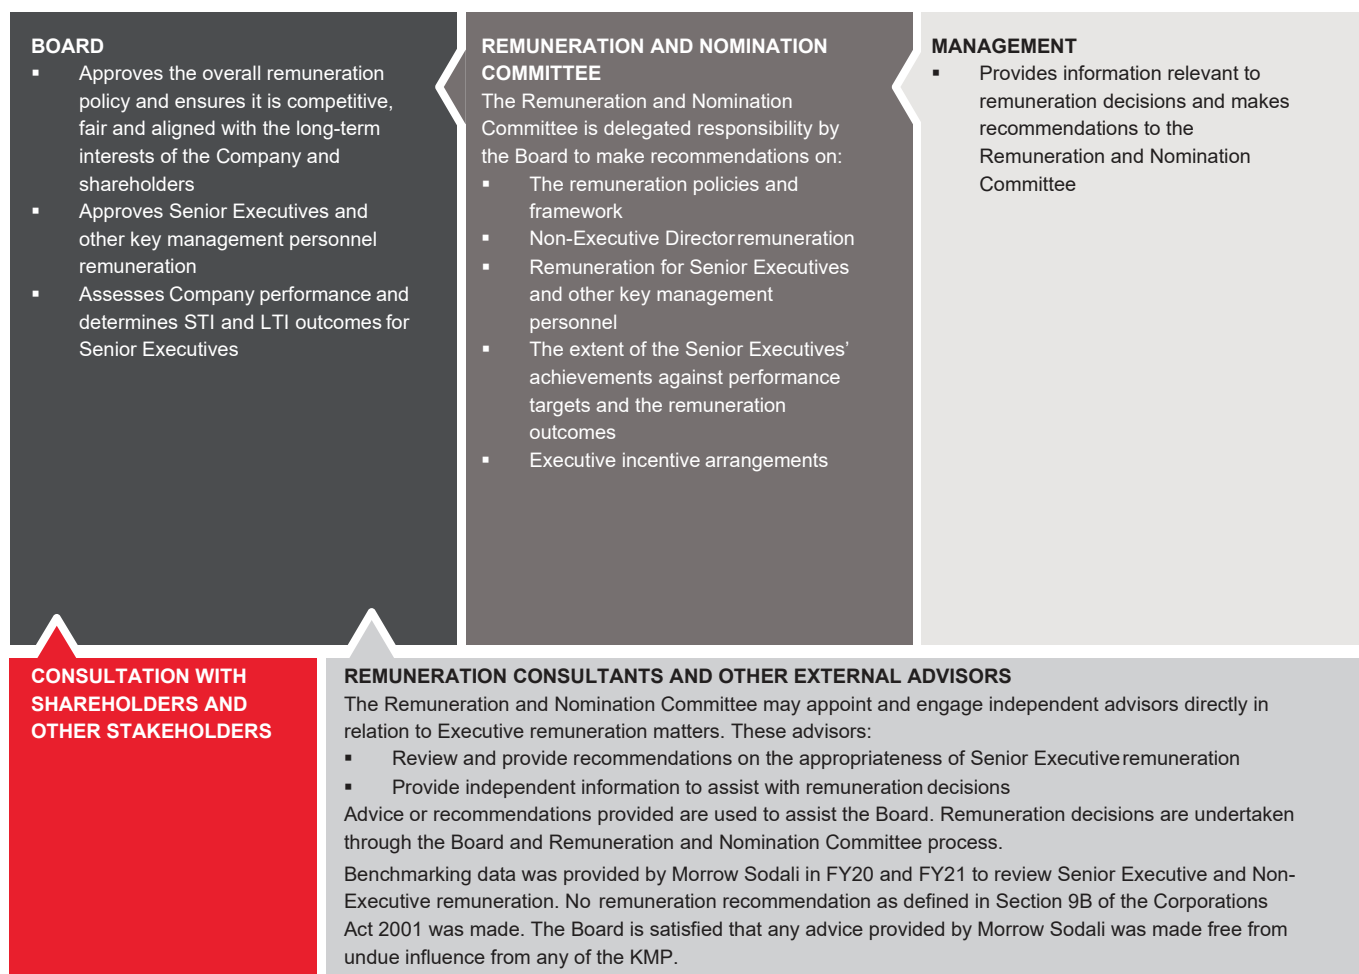 BOARD
▪ Approves the overall remuneration
policy and ensures it is competitive,
fair and aligned with the long-term
interests of the Company and
shareholders
▪ Approves Senior Executives and
other key management personnel
remuneration
▪ Assesses Company performance and
determines STI and LTI outcomes for
Senior Executives
REMUNERATION AND NOMINATION
COMMITTEE
The Remuneration and Nomination
Committee is delegated responsibility by
the Board to make recommendations on:
▪ The remuneration policies and
framework
▪ Non-Executive Director remuneration
▪ Remuneration for Senior Executives
and other key management
personnel
▪ The extent of the Senior Executives’
achievements against performance
targets and the remuneration
outcomes
▪ Executive incentive arrangements
MANAGEMENT
▪ Provides information relevant to
remuneration decisions and makes
recommendations to the
Remuneration and Nomination
Committee
CONSULTATION WITH
SHAREHOLDERS AND
OTHER STAKEHOLDERS
REMUNERATION CONSULTANTS AND OTHER EXTERNAL ADVISORS
The Remuneration and Nomination Committee may appoint and engage independent advisors directly in
relation to Executive remuneration matters. These advisors:
▪ Review and provide recommendations on the appropriateness of Senior Executive remuneration
▪ Provide independent information to assist with remuneration decisions
Advice or recommendations provided are used to assist the Board. Remuneration decisions are undertaken
through the Board and Remuneration and Nomination Committee process.
Benchmarking data was provided by Morrow Sodali in FY20 and FY21 to review Senior Executive and Non-
Executive remuneration. No remuneration recommendation as defined in Section 9B of the Corporations
Act 2001 was made. The Board is satisfied that any advice provided by Morrow Sodali was made free from
undue influence from any of the KMP.